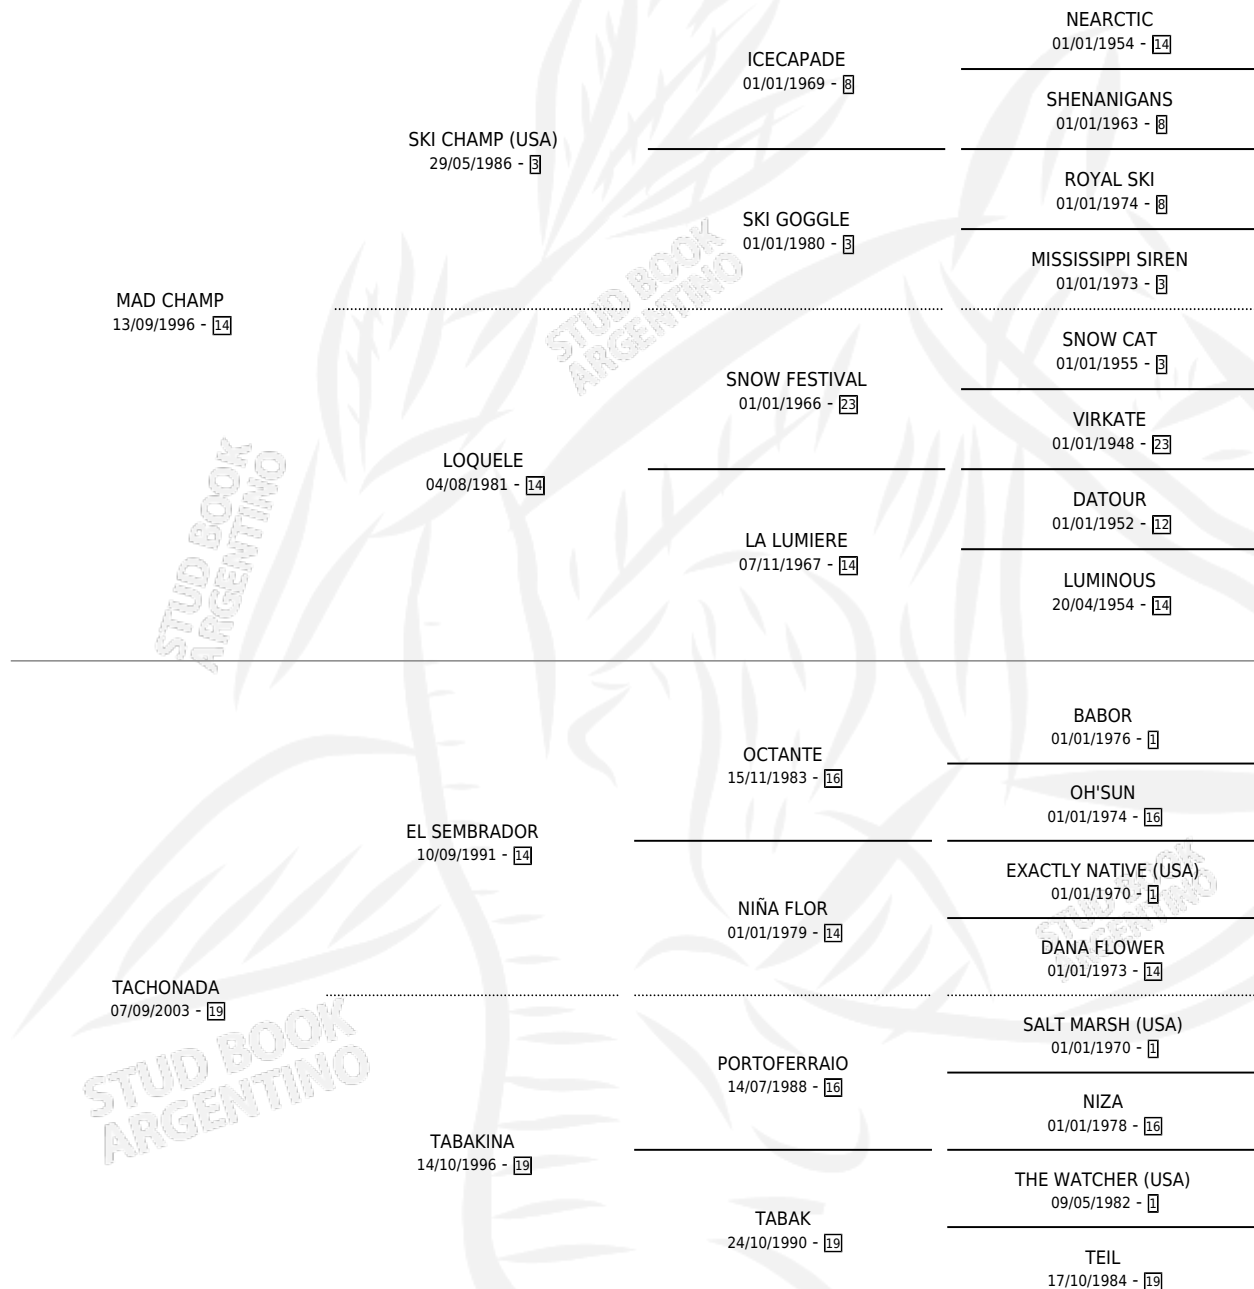 NEARCTIC
01/01/1954 - 14
ICECAPADE
01/01/1969 - 8
SHENANIGANS
01/01/1963 - 8
SKI CHAMP (USA)
29/05/1986 - 3
ROYAL SKI
01/01/1974 - 8
SKI GOGGLE
01/01/1980 - 3
MISSISSIPPI SIREN
01/01/1973 - 3
MAD CHAMP
13/09/1996 - 14
SNOW CAT
01/01/1955 - 3
SNOW FESTIVAL
01/01/1966 - 23
VIRKATE
01/01/1948 - 23
LOQUELE
04/08/1981 - 14
DATOUR
01/01/1952 - 12
LA LUMIERE
07/11/1967 - 14
LUMINOUS
20/04/1954 - 14
BABOR
01/01/1976 - 1
OCTANTE
15/11/1983 - 16
OH'SUN
01/01/1974 - 16
EL SEMBRADOR
10/09/1991 - 14
EXACTLY NATIVE (USA)
01/01/1970 - 1
NIÑA FLOR
01/01/1979 - 14
DANA FLOWER
01/01/1973 - 14
TACHONADA
07/09/2003 - 19
SALT MARSH (USA)
01/01/1970 - 1
PORTOFERRAIO
14/07/1988 - 16
NIZA
01/01/1978 - 16
TABAKINA
14/10/1996 - 19
THE WATCHER (USA)
09/05/1982 - 1
TABAK
24/10/1990 - 19
TEIL
17/10/1984 - 19
STUD BOOK
ARGENTINO
STUD BOOK
ARGENTINO
STUD BOOK
ARGENTINO
STUD BOOK
ARGENTINO